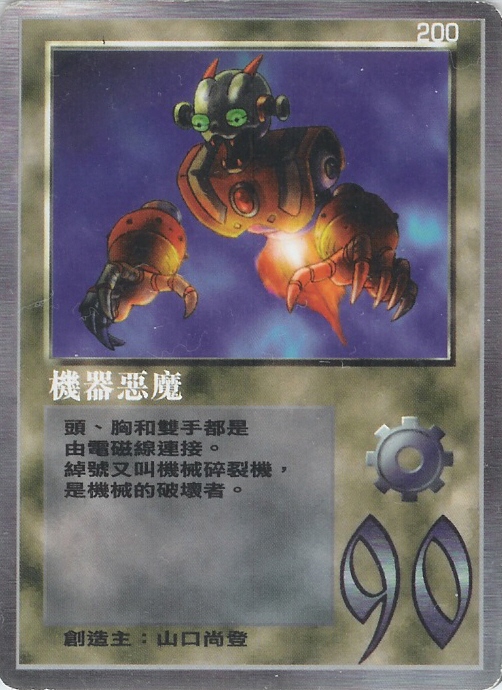 200
機器惡魔
頭、胸和雙手都是
由電磁線連接。
綽號又叫機械碎裂機，
是機械的破壞者。
90
創造主：山口尚登